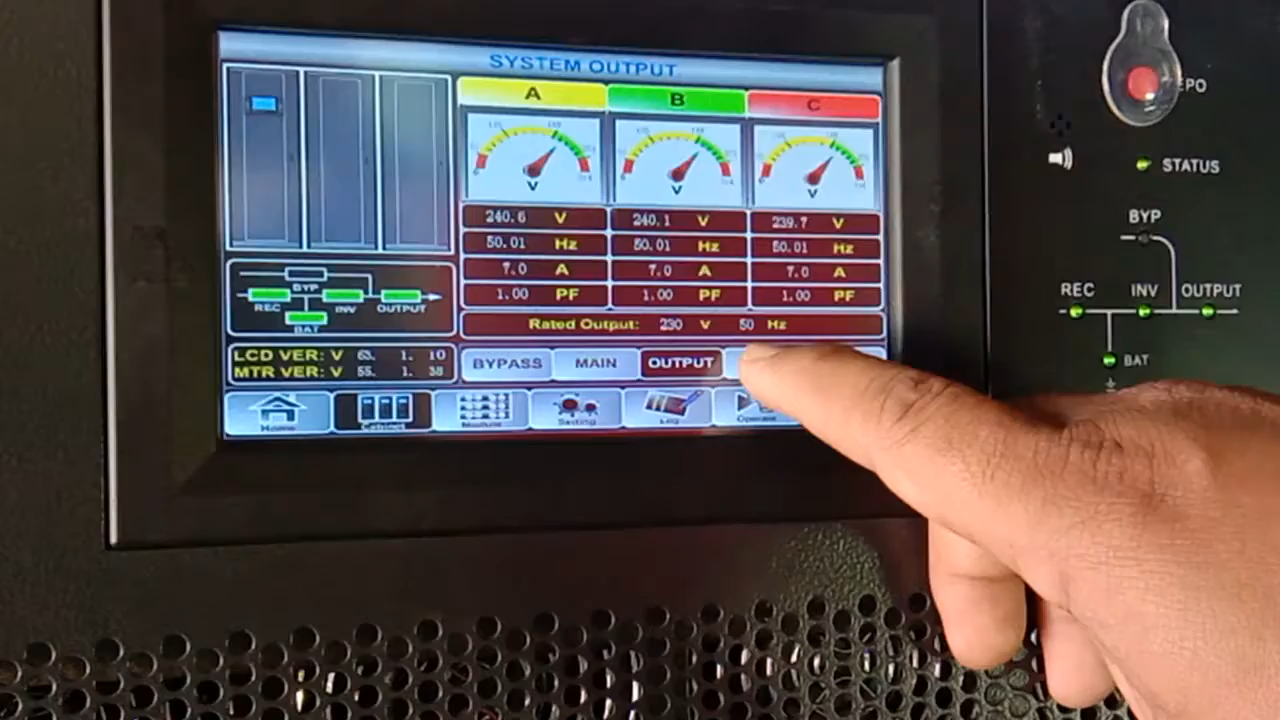 SYSTEM OUTPUT
A B C
V V V
240.6 V 240.1 V 239.7 V
50.01 Hz 50.01 Hz 50.01 Hz
7.0 A 7.0 A 7.0 A
1.00 PF 1.00 PF 1.00 PF
Rated Output: 230 V 50 Hz
BYP
REC INV OUTPUT
BAT
LCD VER: V 63. 1. 10
MTR VER: V 55. 1. 38
BYPASS MAIN OUTPUT
Home Cabinet Module Setting Log Operate
EPO
STATUS
BYP
REC INV OUTPUT
BAT